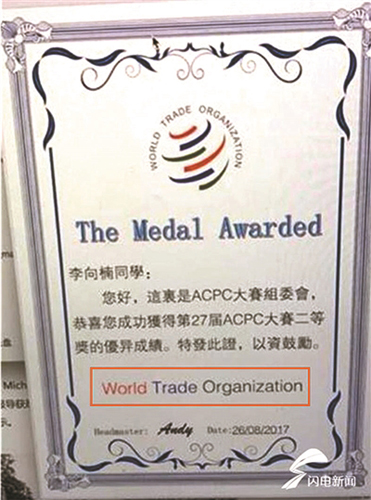 WORLD TRADE ORGANIZATION
The Medal Awarded
李向楠同學：
您好，這裏是ACPC大賽組委會，
恭喜您成功獲得第27届ACPC大賽二等
獎的優异成績。特發此證，以資鼓勵。
World Trade Organization
Headmaster: Andy Date:26/08/2017
Mich
闪电新闻